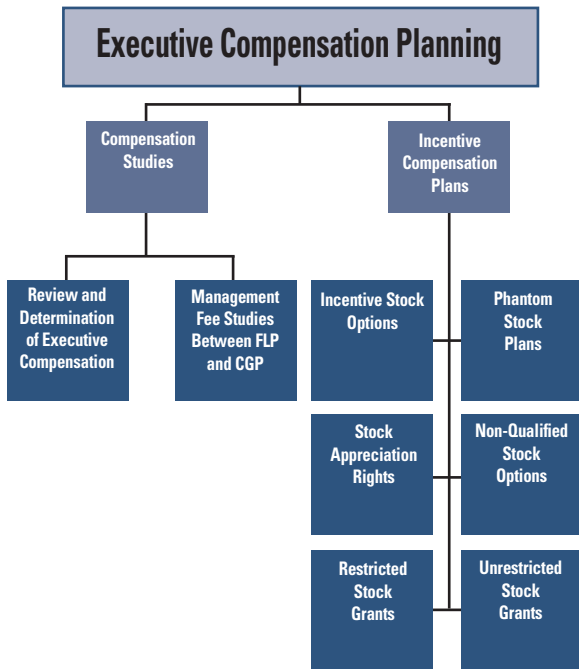 Executive Compensation Planning
Compensation
Studies
Incentive
Compensation
Plans
Review and
Determination
of Executive
Compensation
Management
Fee Studies
Between FLP
and CGP
Incentive Stock
Options
Phantom
Stock
Plans
Stock
Appreciation
Rights
Non-Qualified
Stock
Options
Restricted
Stock
Grants
Unrestricted
Stock
Grants